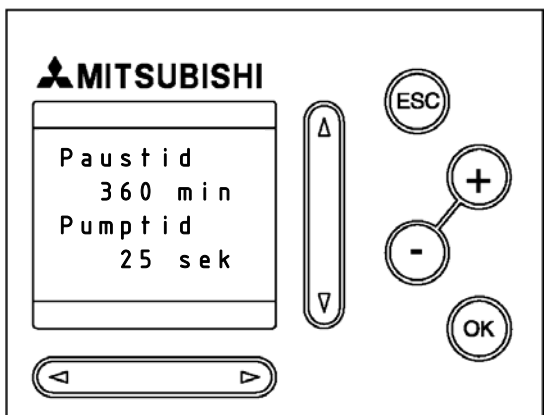 MITSUBISHI
Paustid
360 min
Pumptid
25 sek
ESC
+
-
OK